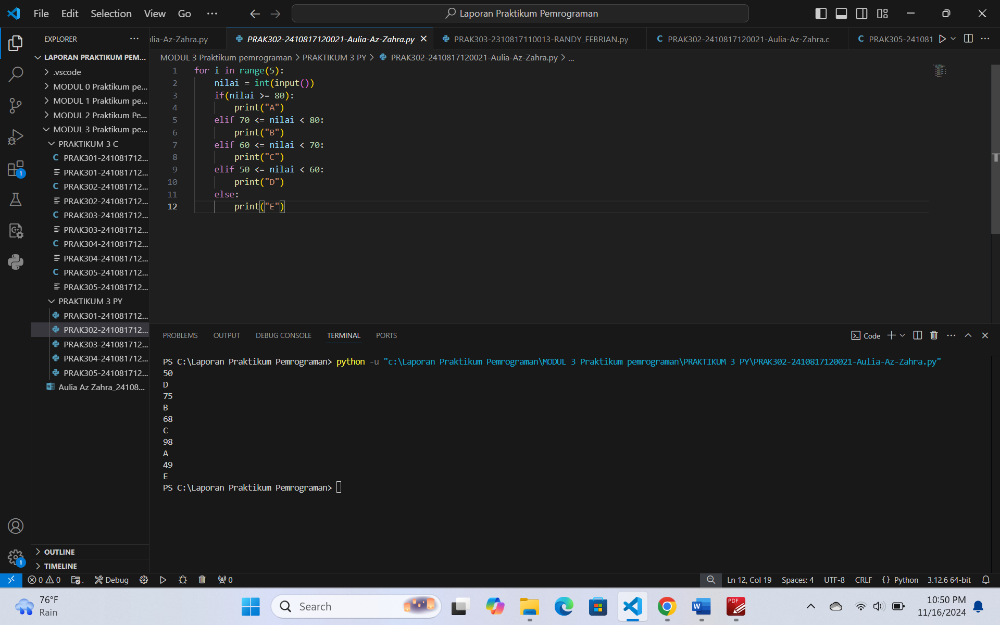 File Edit Selection View Go ...
Laporan Praktikum Pemrograman
EXPLORER
LAPORAN PRAKTIKUM PEM...
.vscode
MODUL 0 Praktikum pe...
MODUL 1 Praktikum pe...
MODUL 2 Praktikum Pe...
MODUL 3 Praktikum pe...
PRAKTIKUM 3 C
C PRAK301-241081712...
PRAK301-241081712...
C PRAK302-241081712...
PRAK302-241081712...
C PRAK303-241081712...
PRAK303-241081712...
C PRAK304-241081712...
PRAK304-241081712...
C PRAK305-241081712...
PRAK305-241081712...
PRAKTIKUM 3 PY
PRAK301-241081712...
PRAK302-241081712...
PRAK303-241081712...
PRAK304-241081712...
PRAK305-241081712...
Aulia Az Zahra_24108...
OUTLINE
TIMELINE
lia-Az-Zahra.py PRAK302-2410817120021-Aulia-Az-Zahra.py PRAK303-2310817110013-RANDY_FEBRIAN.py C PRAK302-2410817120021-Aulia-Az-Zahra.c C PRAK305-241081
MODUL 3 Praktikum pemrograman > PRAKTIKUM 3 PY > PRAK302-2410817120021-Aulia-Az-Zahra.py > ...
1 for i in range(5):
2 nilai = int(input())
3 if(nilai >= 80):
4 print("A")
5 elif 70 <= nilai < 80:
6 print("B")
7 elif 60 <= nilai < 70:
8 print("C")
9 elif 50 <= nilai < 60:
10 print("D")
11 else:
12 print("E")
PROBLEMS OUTPUT DEBUG CONSOLE TERMINAL PORTS
Code
PS C:\Laporan Praktikum Pemrograman> python -u "c:\Laporan Praktikum Pemrograman\MODUL 3 Praktikum pemrograman\PRAKTIKUM 3 PY\PRAK302-2410817120021-Aulia-Az-Zahra.py"
50
D
75
B
68
C
98
A
49
E
PS C:\Laporan Praktikum Pemrograman>
0 0 Debug 0 Ln 12, Col 19 Spaces: 4 UTF-8 CRLF {} Python 3.12.6 64-bit
76°F
Rain
Search
W
PDF
10:50 PM
11/16/2024